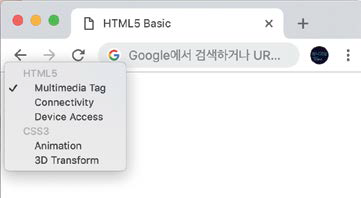 HTML5 Basic
Google에서 검색하거나 UR...
HTML5
Multimedia Tag
Connectivity
Device Access
CSS3
Animation
3D Transform